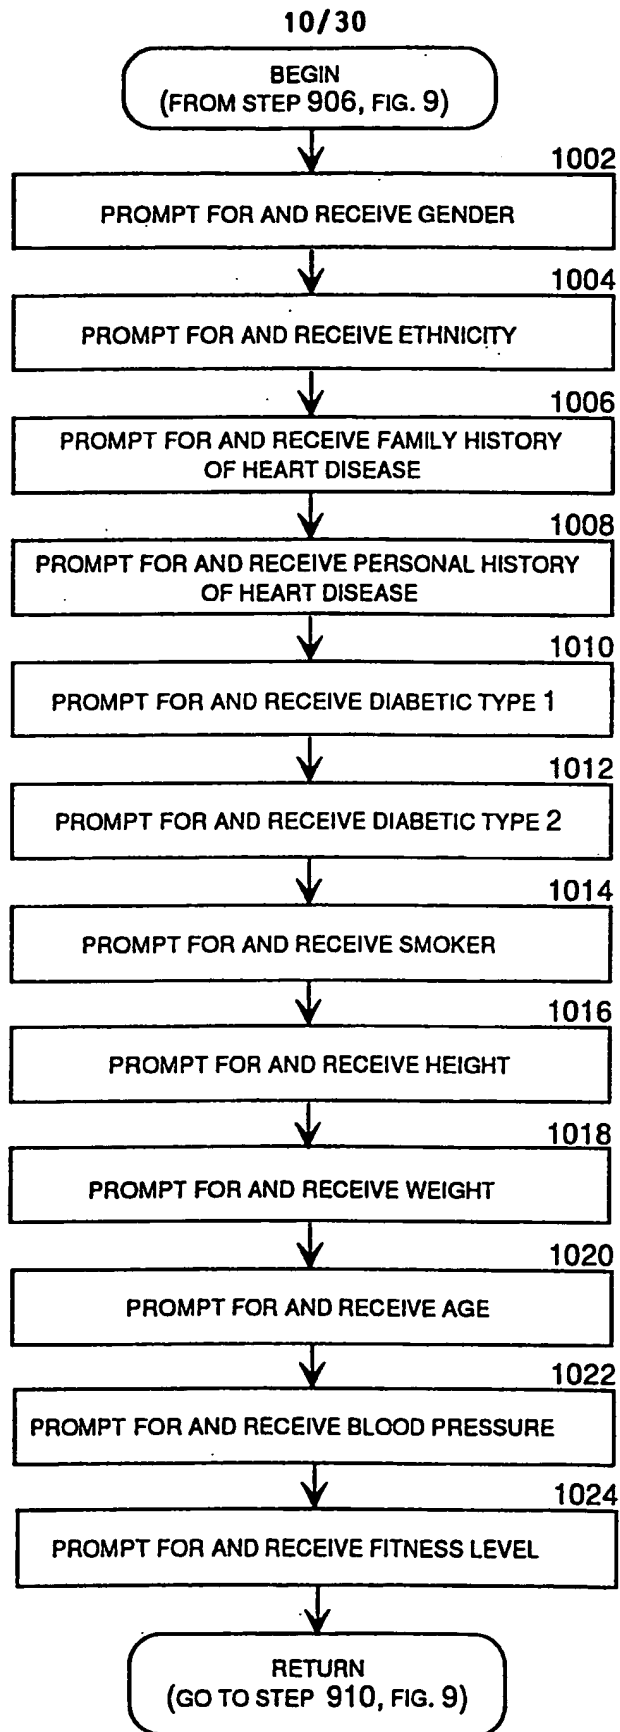 10/30
BEGIN
(FROM STEP 906, FIG. 9)
1002
PROMPT FOR AND RECEIVE GENDER
1004
PROMPT FOR AND RECEIVE ETHNICITY
1006
PROMPT FOR AND RECEIVE FAMILY HISTORY
OF HEART DISEASE
1008
PROMPT FOR AND RECEIVE PERSONAL HISTORY
OF HEART DISEASE
1010
PROMPT FOR AND RECEIVE DIABETIC TYPE 1
1012
PROMPT FOR AND RECEIVE DIABETIC TYPE 2
1014
PROMPT FOR AND RECEIVE SMOKER
1016
PROMPT FOR AND RECEIVE HEIGHT
1018
PROMPT FOR AND RECEIVE WEIGHT
1020
PROMPT FOR AND RECEIVE AGE
1022
PROMPT FOR AND RECEIVE BLOOD PRESSURE
1024
PROMPT FOR AND RECEIVE FITNESS LEVEL
RETURN
(GO TO STEP 910, FIG. 9)